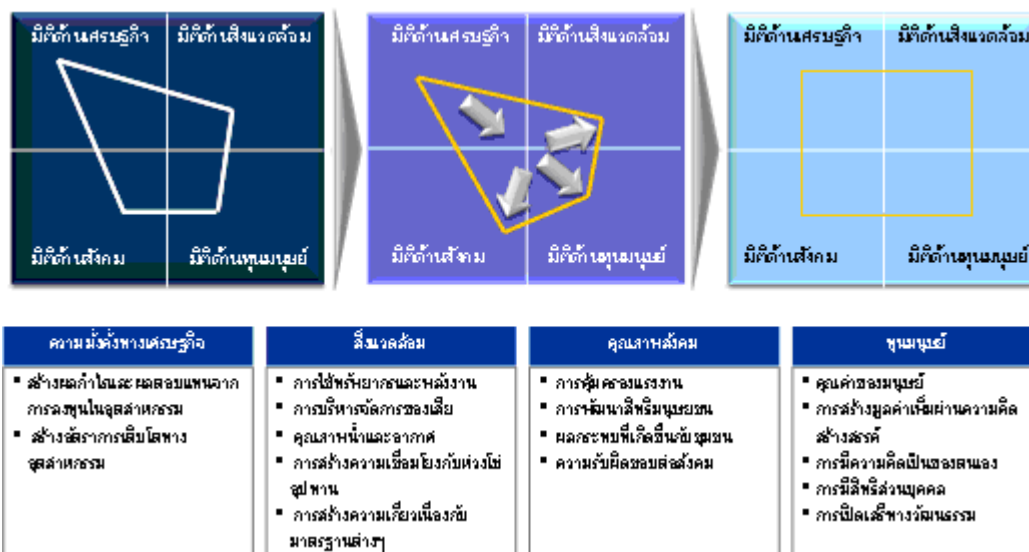 มิติด้านเศรษฐกิจ มิติด้านสิ่งแวดล้อม
มิติด้านเศรษฐกิจ มิติด้านสิ่งแวดล้อม
มิติด้านเศรษฐกิจ มิติด้านสิ่งแวดล้อม
มิติด้านสังคม มิติด้านทุนมนุษย์
มิติด้านสังคม มิติด้านทุนมนุษย์
มิติด้านสังคม มิติด้านทุนมนุษย์
ความมั่งคั่งทางเศรษฐกิจ
▪ สร้างผลกำไรและผลตอบแทนจาก
การลงทุนในอุตสาหกรรม
▪ สร้างอัตราการเติบโตทาง
อุตสาหกรรม
สิ่งแวดล้อม
▪ การใช้ทรัพยากรและพลังงาน
▪ การบริหารจัดการของเสีย
▪ คุณภาพน้ำและอากาศ
▪ การสร้างความเชื่อมโยงกับห่วงโซ่
อุปทาน
▪ การสร้างความเกี่ยวเนื่องกับ
มาตรฐานต่างๆ
คุณภาพสังคม
▪ การคุ้มครองแรงงาน
▪ การพัฒนาสิทธิมนุษยชน
▪ ผลกระทบที่เกิดขึ้นกับชุมชน
▪ ความรับผิดชอบต่อสังคม
ทุนมนุษย์
▪ คุณค่าของมนุษย์
▪ การสร้างมูลค่าเพิ่มผ่านความคิด
สร้างสรรค์
▪ การมีความคิดเป็นของตนเอง
▪ การมีสิทธิส่วนบุคคล
▪ การเปิดเสรีทางวัฒนธรรม